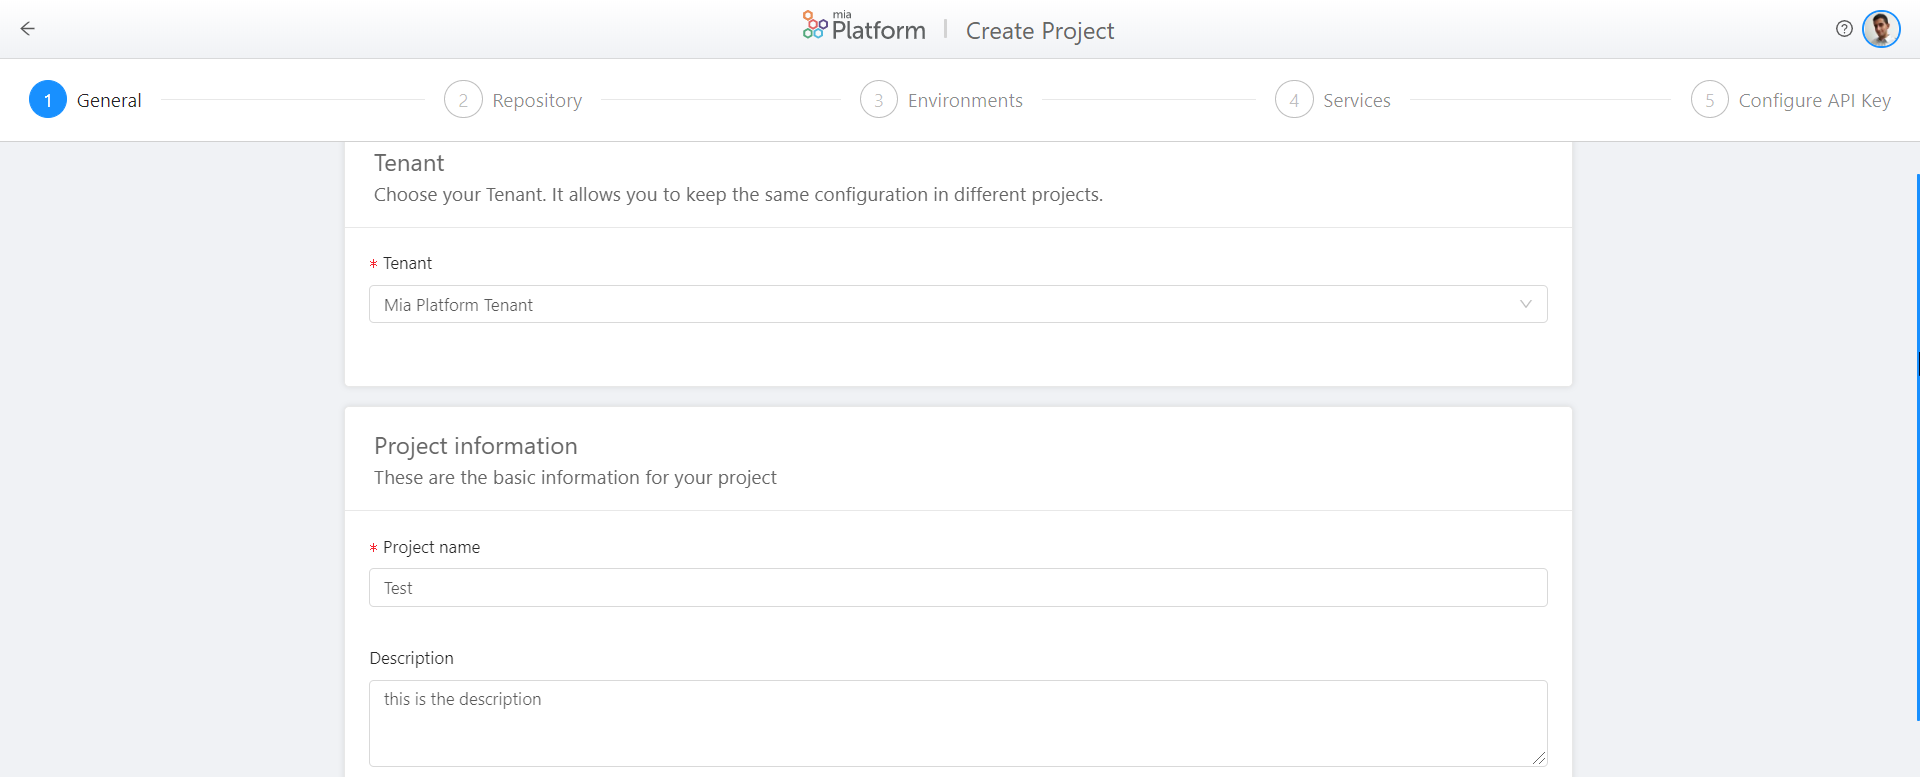 mia
Platform | Create Project
1 General
2 Repository
3 Environments
4 Services
5 Configure API Key
Tenant
Choose your Tenant. It allows you to keep the same configuration in different projects.
* Tenant
Mia Platform Tenant
Project information
These are the basic information for your project
* Project name
Test
Description
this is the description